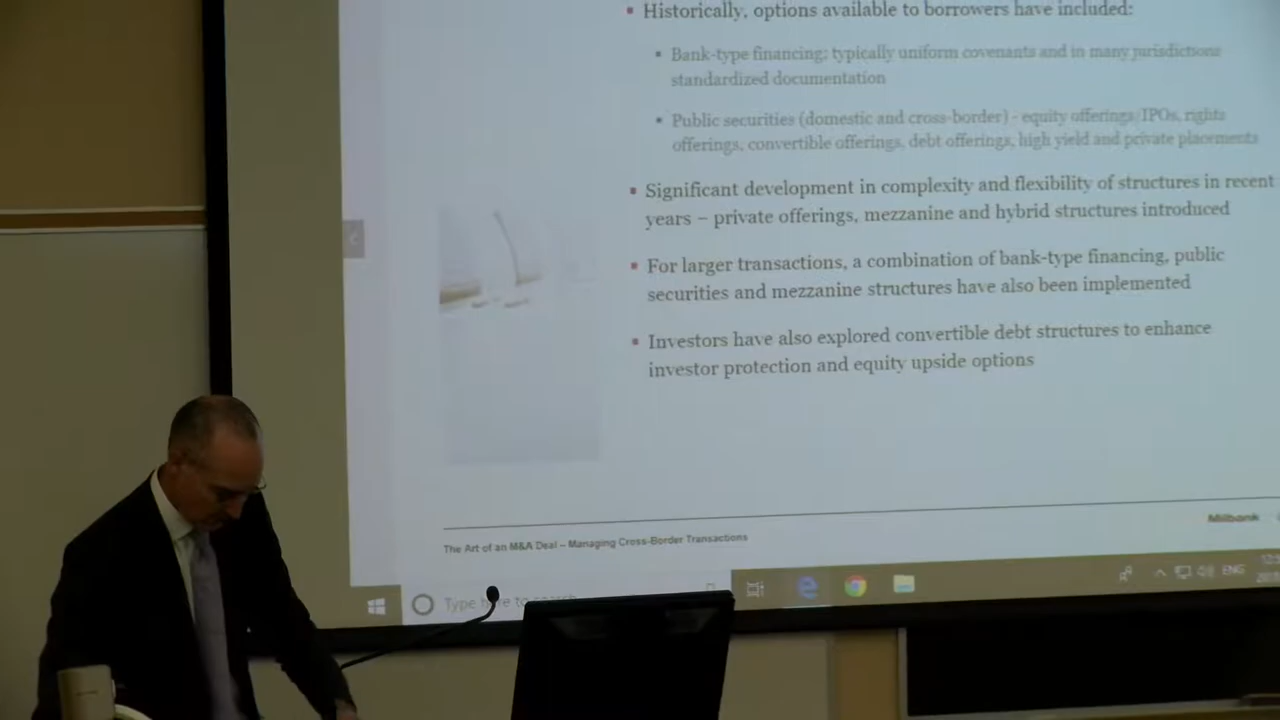 ▪ Historically, options available to borrowers have included:
▪ Bank-type financing; typically uniform covenants and in many jurisdictions
standardized documentation
▪ Public securities (domestic and cross-border) - equity offerings, IPOs, rights
offerings, convertible offerings, debt offerings, high yield and private placements
▪ Significant development in complexity and flexibility of structures in recent
years – private offerings, mezzanine and hybrid structures introduced
▪ For larger transactions, a combination of bank-type financing, public
securities and mezzanine structures have also been implemented
▪ Investors have also explored convertible debt structures to enhance
investor protection and equity upside options
Milbank
The Art of an M&A Deal – Managing Cross-Border Transactions
ENG
Type here to search